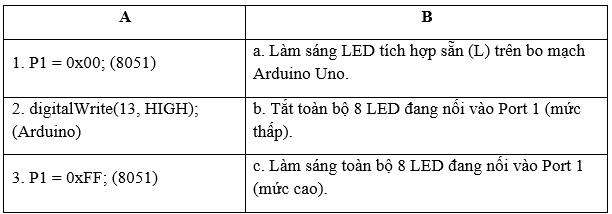 A
B
1. P1 = 0x00; (8051)
a. Làm sáng LED tích hợp sẵn (L) trên bo mạch
Arduino Uno.
2. digitalWrite(13, HIGH);
(Arduino)
b. Tắt toàn bộ 8 LED đang nối vào Port 1 (mức
thấp).
3. P1 = 0xFF; (8051)
c. Làm sáng toàn bộ 8 LED đang nối vào Port 1
(mức cao).